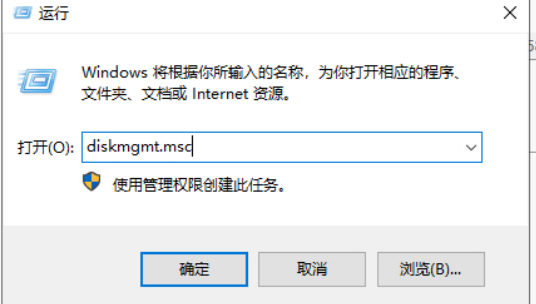 运行
Windows 将根据你所输入的名称，为你打开相应的程序、
文件夹、文档或 Internet 资源。
打开(O): diskmgmt.msc
使用管理权限创建此任务。
确定 取消 浏览(B)...